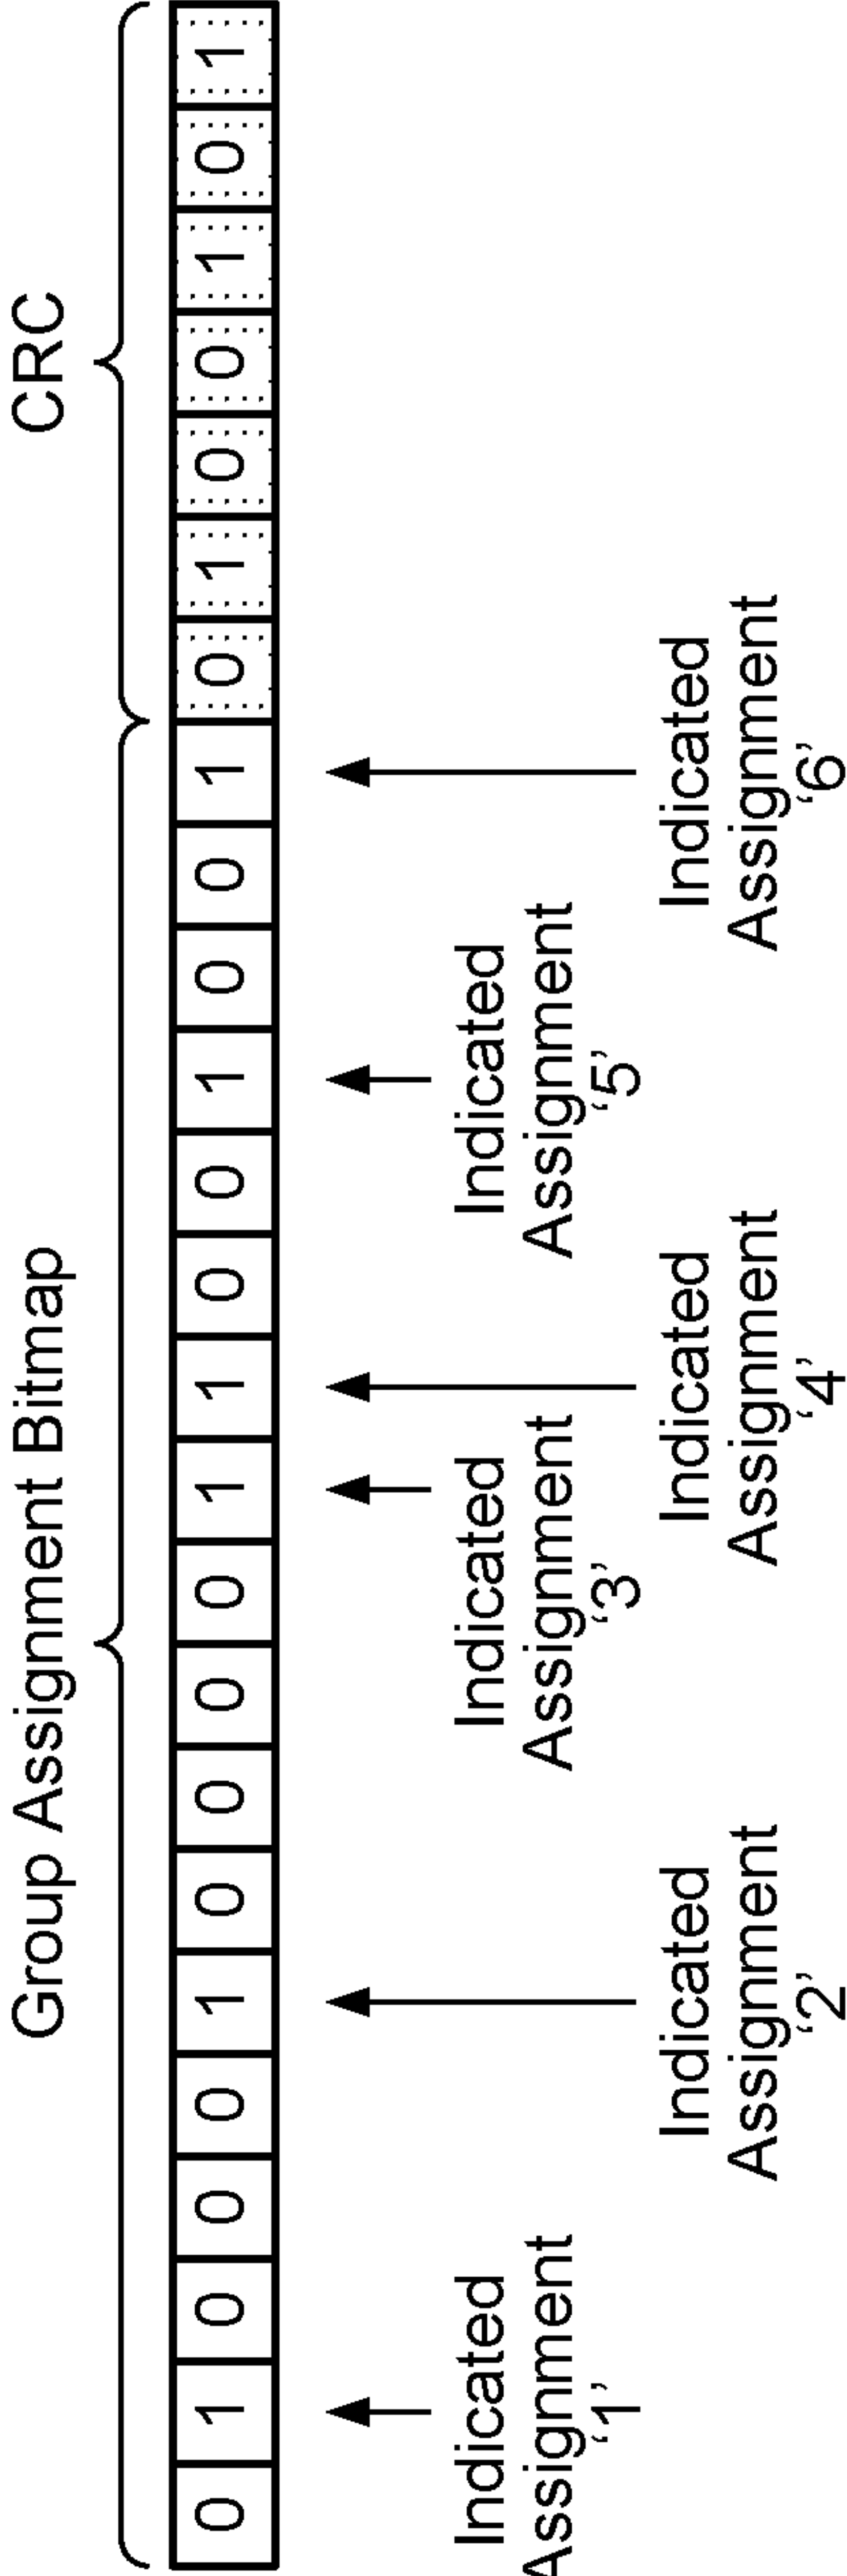 Group Assignment Bitmap CRC
0 1 0 0 0 1 0 0 0 0 1 1 0 0 1 0 0 1 0 1 0 0 1 0 1
Indicated
Assignment
‘1’
Indicated
Assignment
‘2’
Indicated
Assignment
‘3’
Indicated
Assignment
‘4’
Indicated
Assignment
‘5’
Indicated
Assignment
‘6’